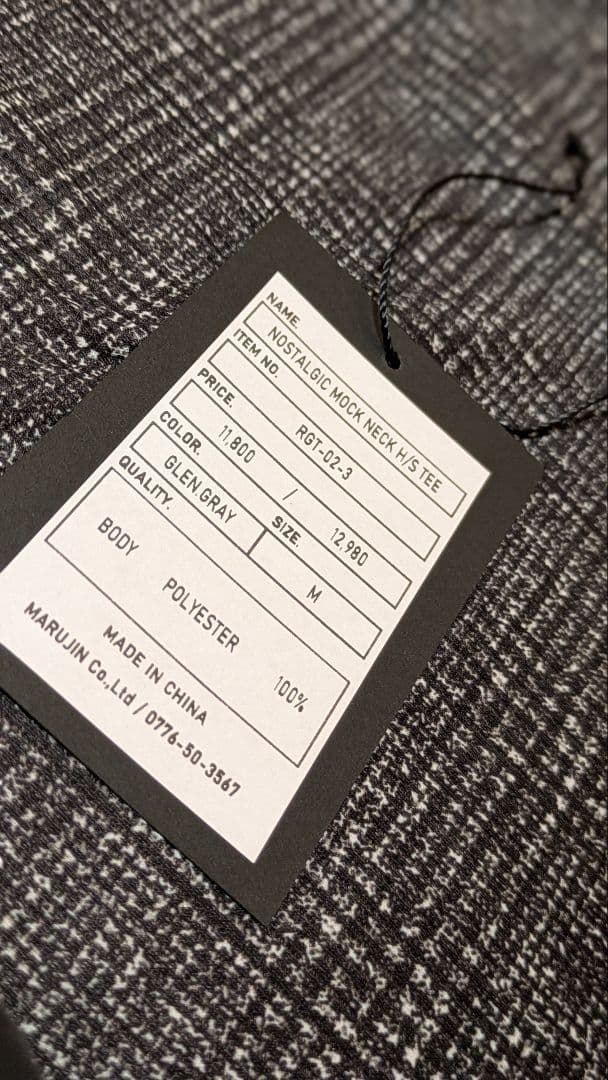 NAME.
NOSTALGIC MOCK NECK H/S TEE
ITEM NO.
RGT-02-3
PRICE.
11,800 / 12,980
COLOR.
GLEN.GRAY
SIZE.
M
QUALITY.
BODY POLYESTER 100%
MADE IN CHINA
MARUJIN Co.,Ltd / 0776-50-3567